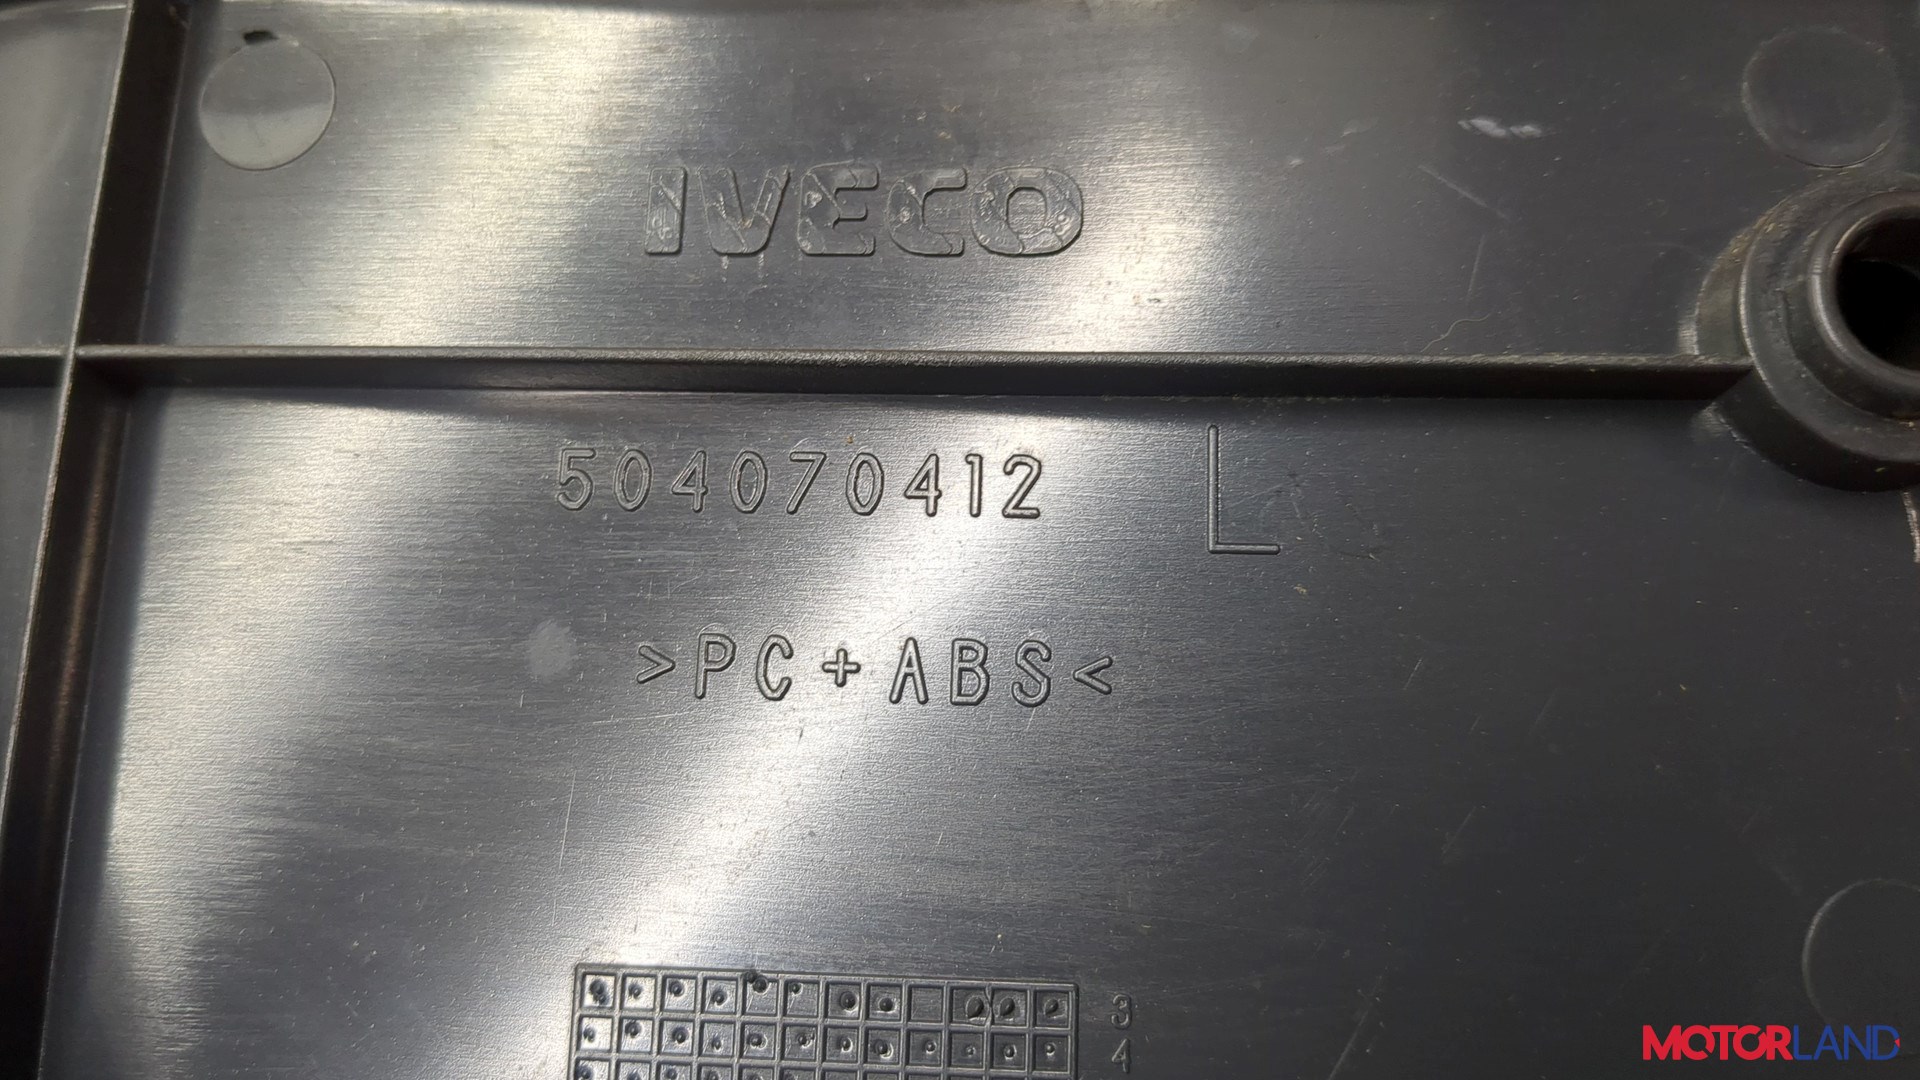 IVECO
504070412 L
>PC+ABS<
3
4
MOTORLAND